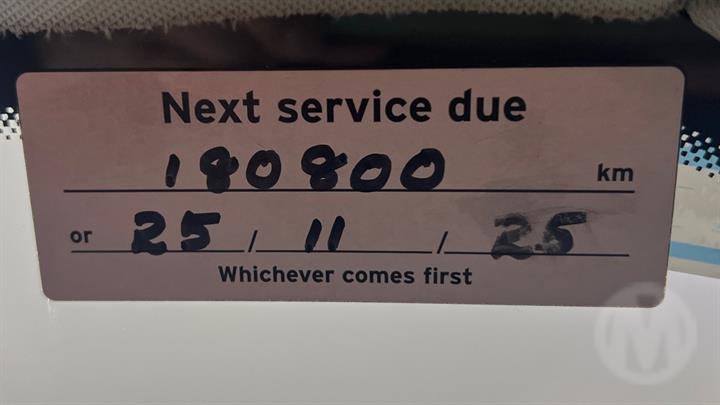 Next service due
180800 km
or 25 / 11 / 25
Whichever comes first
M